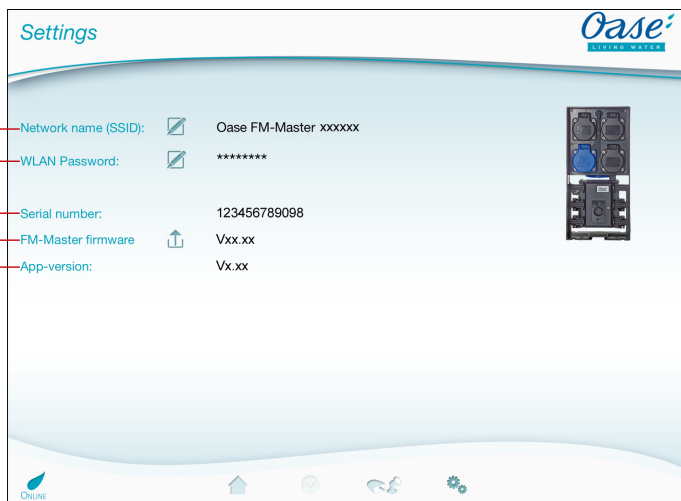 Settings
Oase
LIVING WATER
Network name (SSID): Oase FM-Master xxxxxx
WLAN Password: ********
Serial number: 123456789098
FM-Master firmware Vxx.xx
App-version: Vx.xx
ONLINE